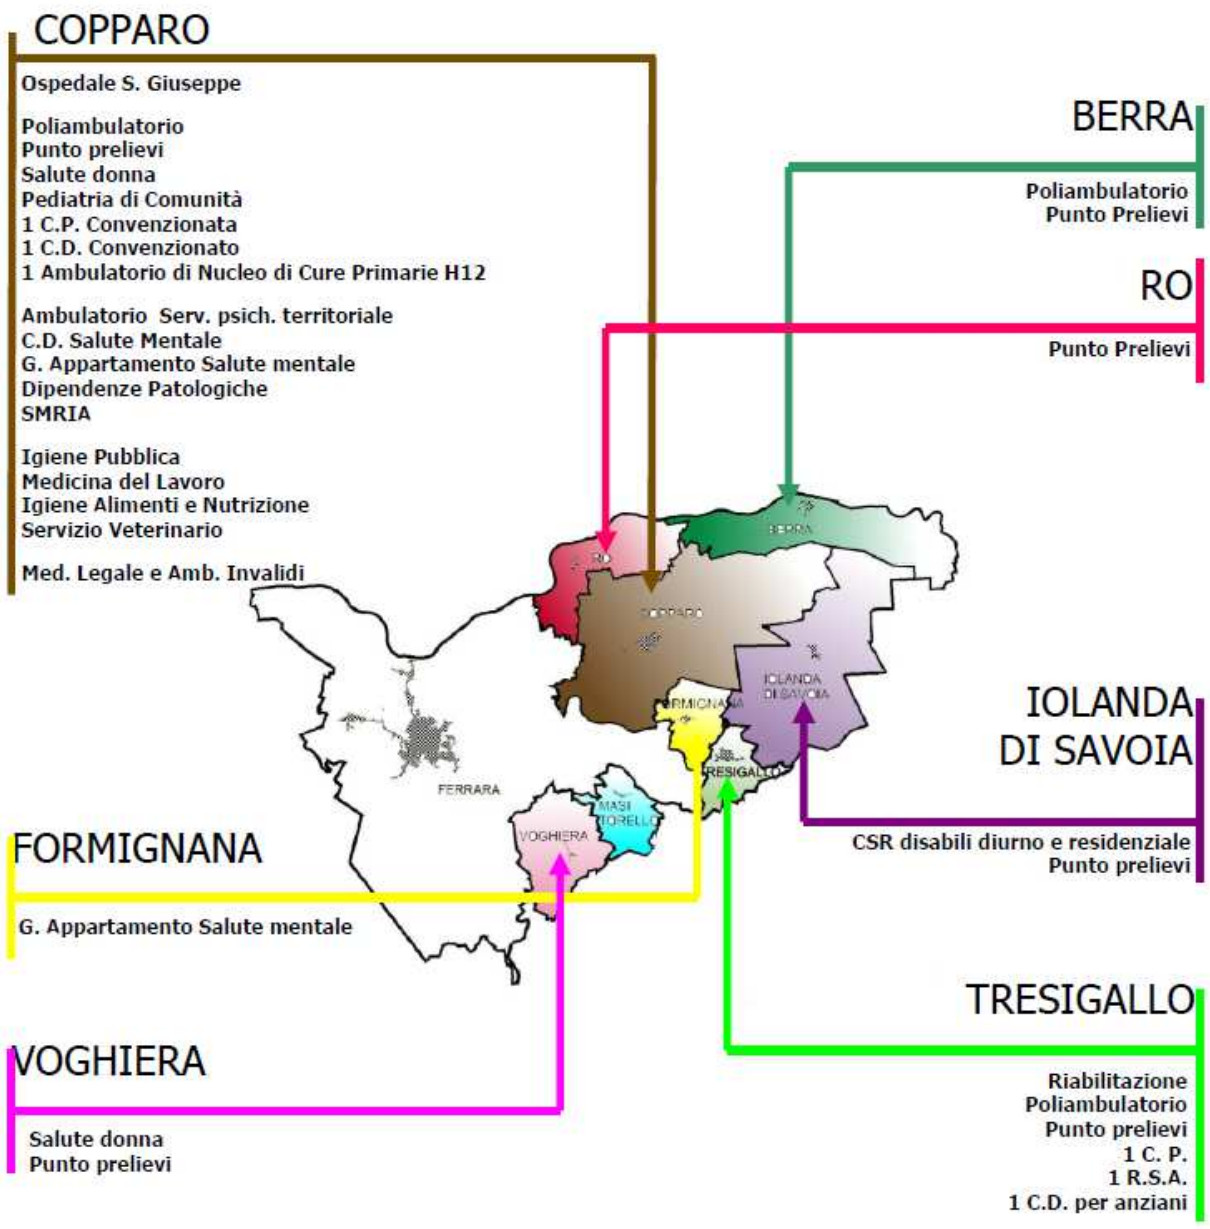 COPPARO
Ospedale S. Giuseppe
Poliambulatorio
Punto prelievi
Salute donna
Pediatria di Comunità
1 C.P. Convenzionata
1 C.D. Convenzionato
1 Ambulatorio di Nucleo di Cure Primarie H12
Ambulatorio Serv. psich. territoriale
C.D. Salute Mentale
G. Appartamento Salute mentale
Dipendenze Patologiche
SMRIA
Igiene Pubblica
Medicina del Lavoro
Igiene Alimenti e Nutrizione
Servizio Veterinario
Med. Legale e Amb. Invalidi
BERRA
Poliambulatorio
Punto Prelievi
RO
Punto Prelievi
BERRA
RO
COPPARO
IOLANDA
DI SAVOIA
FORMIGNANA
TRESIGALLO
FERRARA
MASI
TORELLO
VOGHIERA
IOLANDA
DI SAVOIA
CSR disabili diurno e residenziale
Punto prelievi
FORMIGNANA
G. Appartamento Salute mentale
TRESIGALLO
Riabilitazione
Poliambulatorio
Punto prelievi
1 C. P.
1 R.S.A.
1 C.D. per anziani
VOGHIERA
Salute donna
Punto prelievi